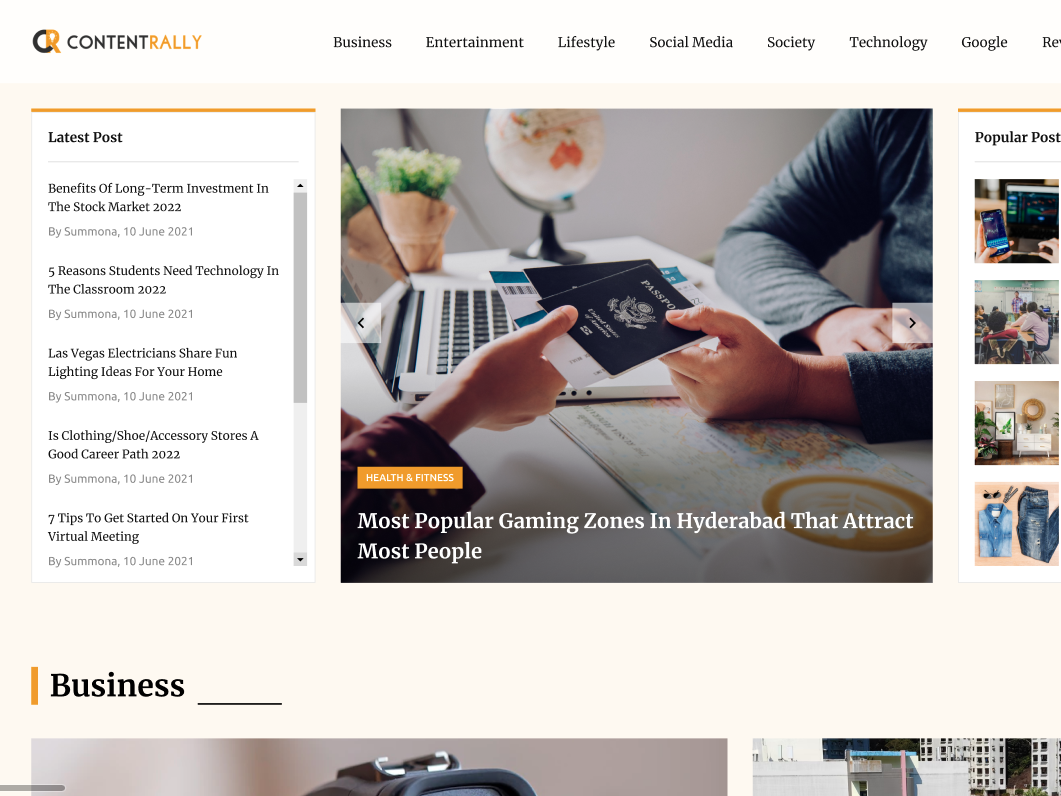 CR CONTENTRALLY
Business Entertainment Lifestyle Social Media Society Technology Google
Latest Post
Benefits Of Long-Term Investment In
The Stock Market 2022
By Summona, 10 June 2021
5 Reasons Students Need Technology In
The Classroom 2022
By Summona, 10 June 2021
Las Vegas Electricians Share Fun
Lighting Ideas For Your Home
By Summona, 10 June 2021
Is Clothing/Shoe/Accessory Stores A
Good Career Path 2022
By Summona, 10 June 2021
7 Tips To Get Started On Your First
Virtual Meeting
By Summona, 10 June 2021
PASSPO
United States
of America
HEALTH & FITNESS
Most Popular Gaming Zones In Hyderabad That Attract
Most People
Popular Post
Business